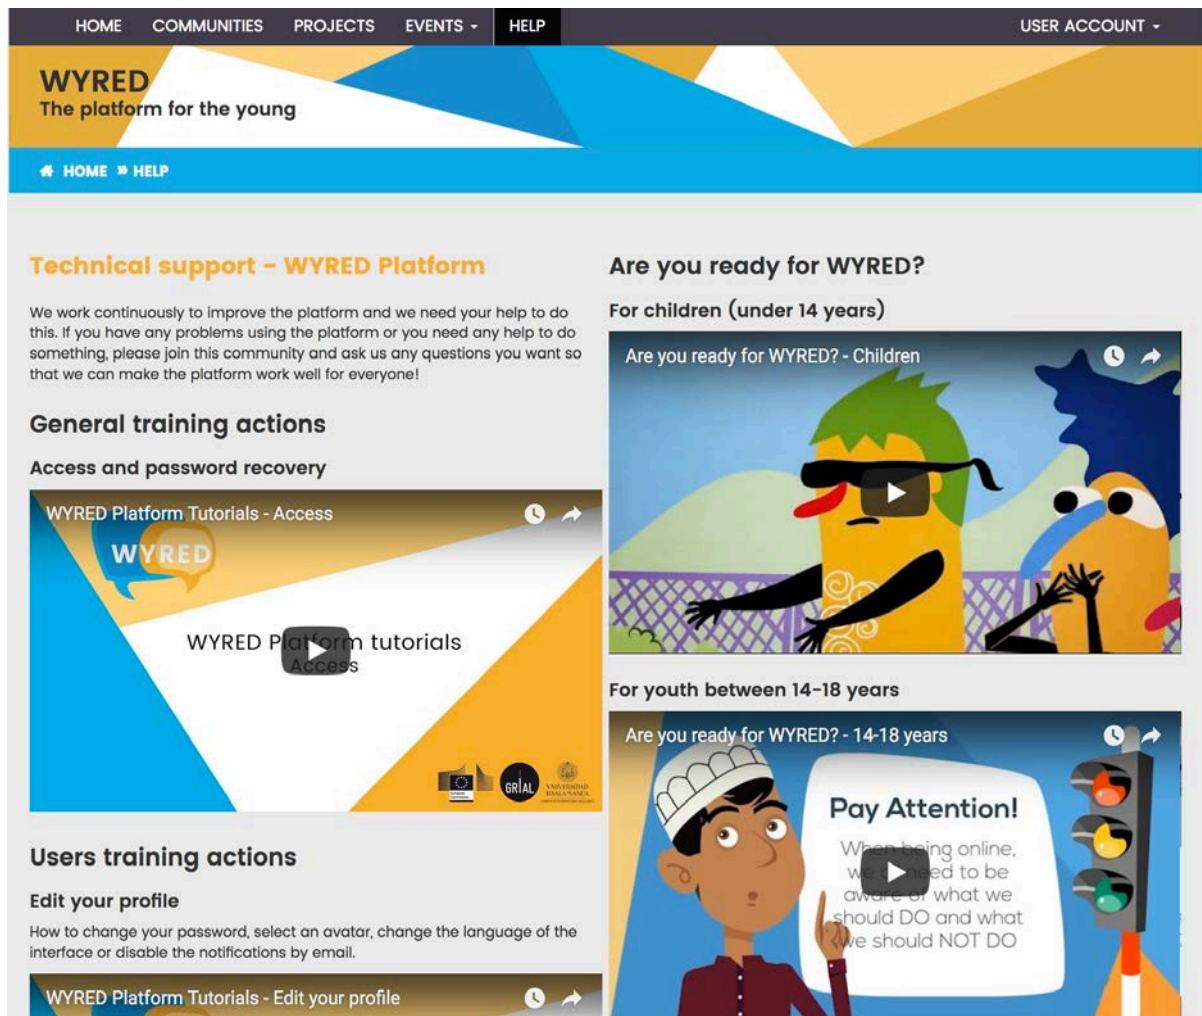 HOME COMMUNITIES PROJECTS EVENTS HELP USER ACCOUNT
WYRED
The platform for the young
HOME » HELP
Technical support - WYRED Platform
We work continuously to improve the platform and we need your help to do
this. If you have any problems using the platform or you need any help to do
something, please join this community and ask us any questions you want so
that we can make the platform work well for everyone!
General training actions
Access and password recovery
WYRED Platform Tutorials - Access
WYRED
WYRED Platform tutorials
Access
GRIAL
Users training actions
Edit your profile
How to change your password, select an avatar, change the language of the
interface or disable the notifications by email.
WYRED Platform Tutorials - Edit your profile
Are you ready for WYRED?
For children (under 14 years)
Are you ready for WYRED? - Children
For youth between 14-18 years
Are you ready for WYRED? - 14-18 years
Pay Attention!
When being online,
we need to be
aware of what we
should DO and what
we should NOT DO